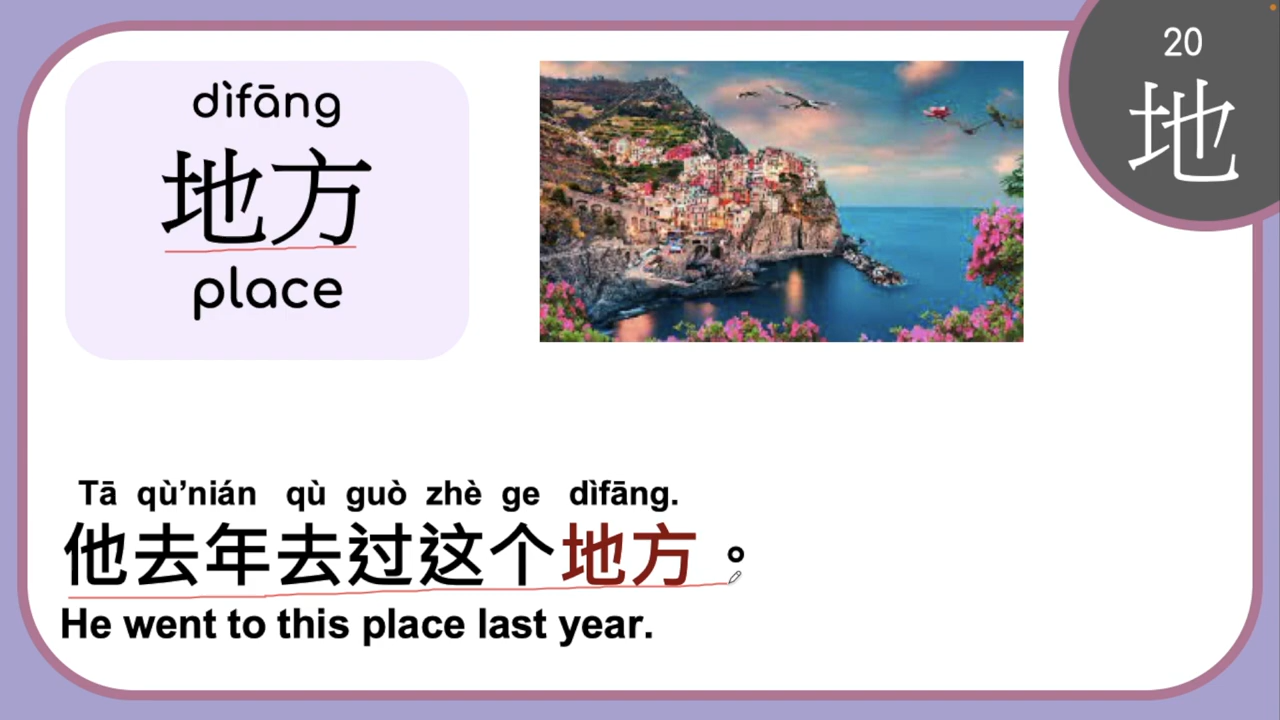 dìfāng
地方
place
20
地
Tā qù’nián qù guò zhè ge dìfāng.
他去年去过这个地方。
He went to this place last year.